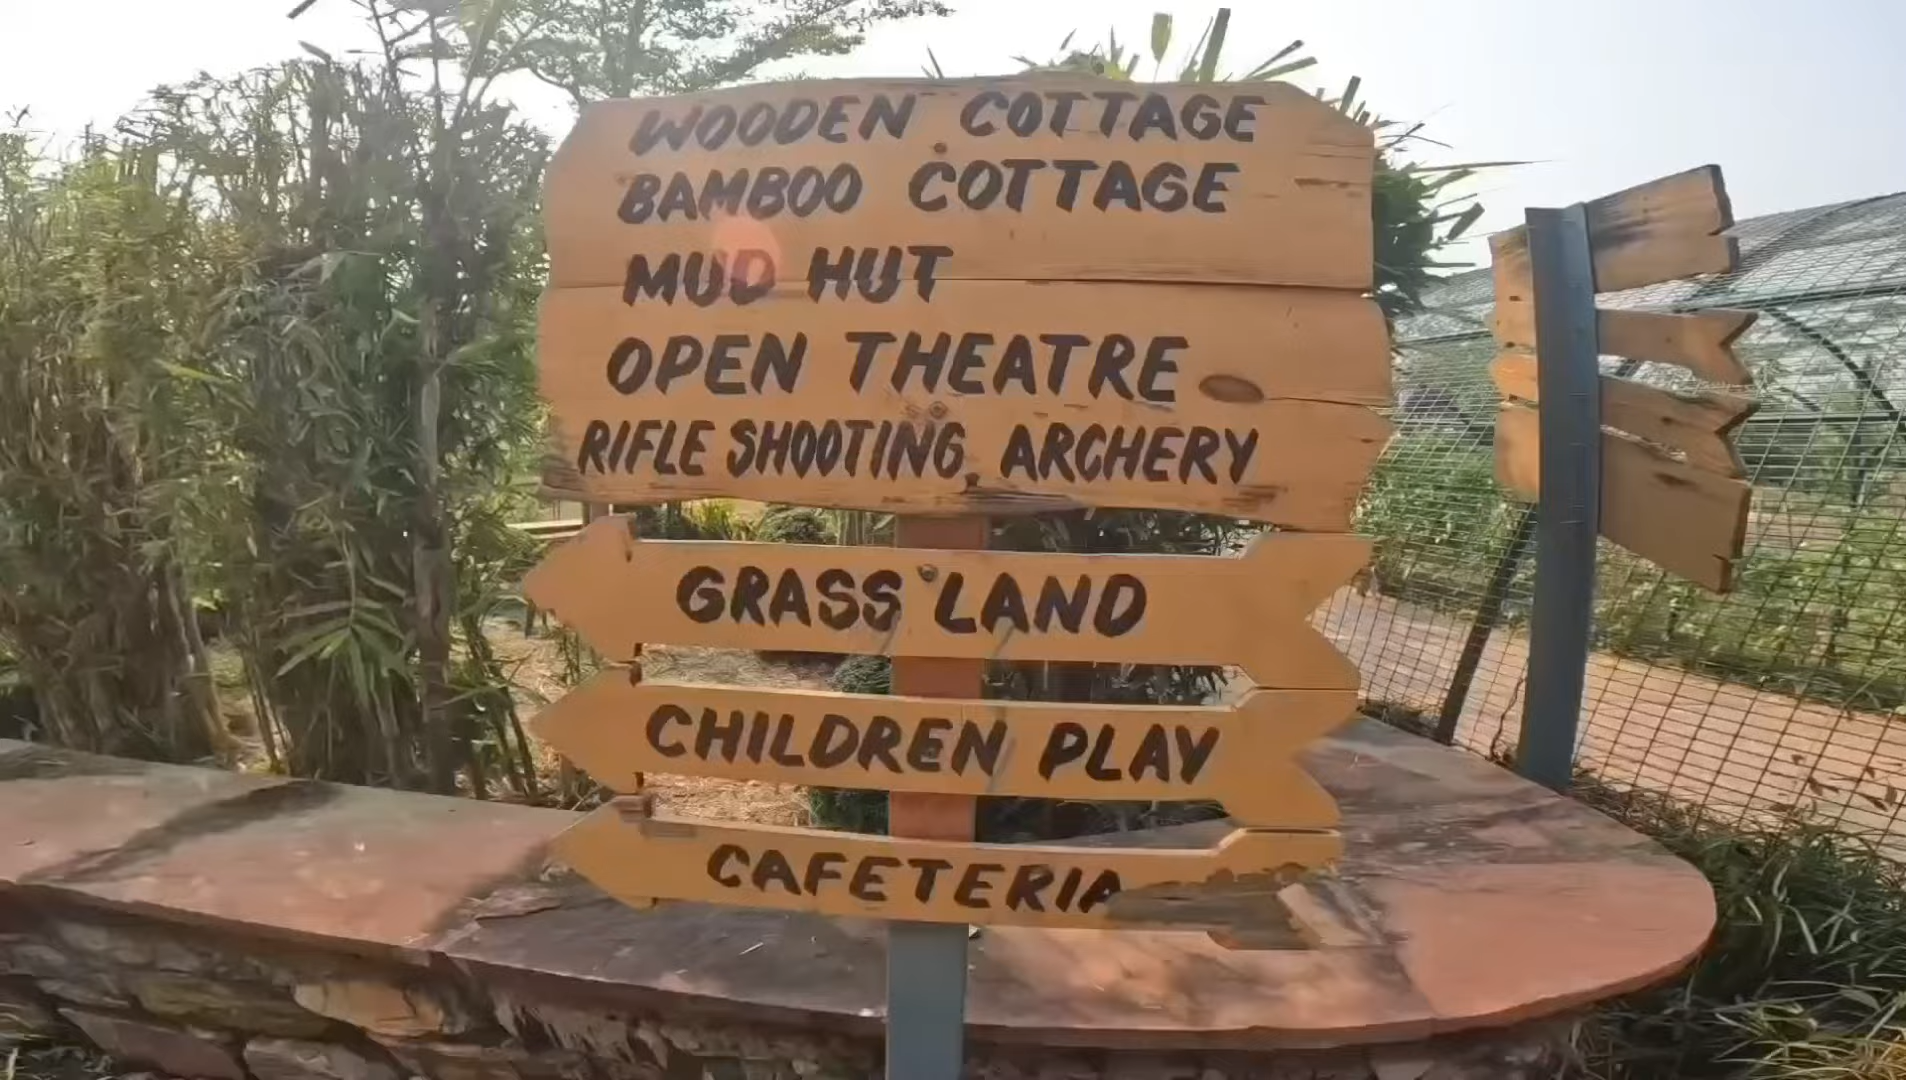 WOODEN COTTAGE
BAMBOO COTTAGE
MUD HUT
OPEN THEATRE
RIFLE SHOOTING, ARCHERY
GRASS LAND
CHILDREN PLAY
CAFETERIA